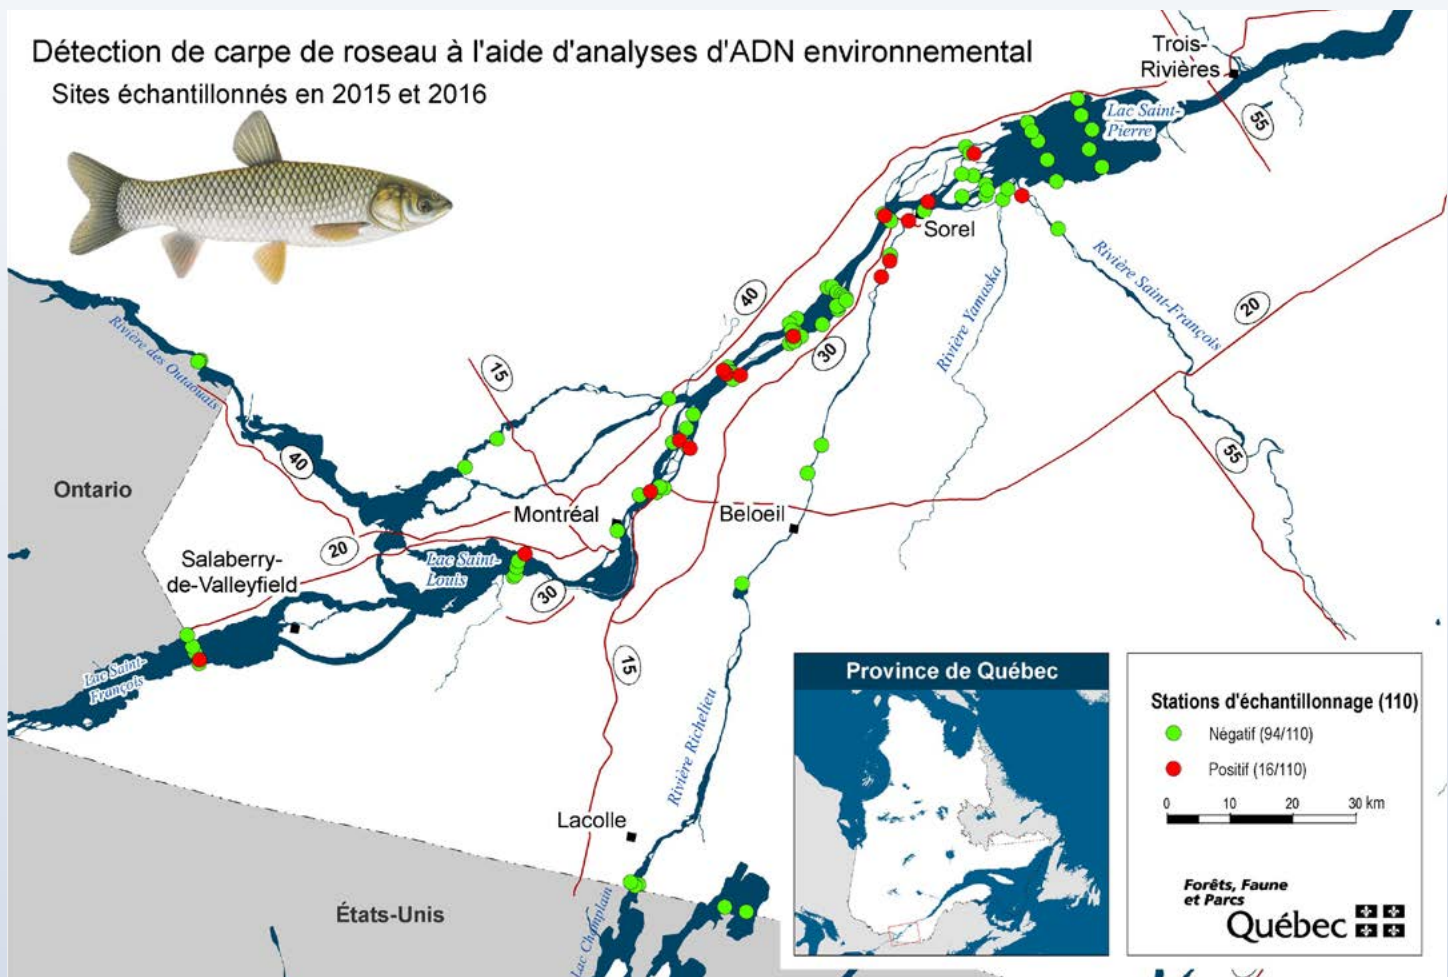 Détection de carpe de roseau à l'aide d'analyses d'ADN environnemental
Sites échantillonnés en 2015 et 2016
Trois-
Rivières
Lac Saint-
Pierre
55
Sorel
40
30
Rivière Yamaska
Rivière Saint-François
20
55
Rivière des Outaouais
15
40
Ontario
Montréal
Beloeil
20
Salaberry-
de-Valleyfield
Lac Saint-
Louis
30
Lac Saint-
François
15
Rivière Richelieu
Lacolle
États-Unis
Lac Champlain
Province de Québec
Stations d'échantillonnage (110)
Négatif (94/110)
Positif (16/110)
0 10 20 30 km
Forêts, Faune
et Parcs
Québec